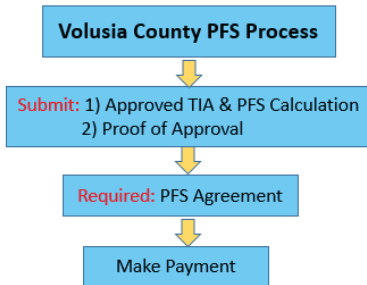 Volusia County PFS Process
Submit: 1) Approved TIA & PFS Calculation
2) Proof of Approval
Required: PFS Agreement
Make Payment